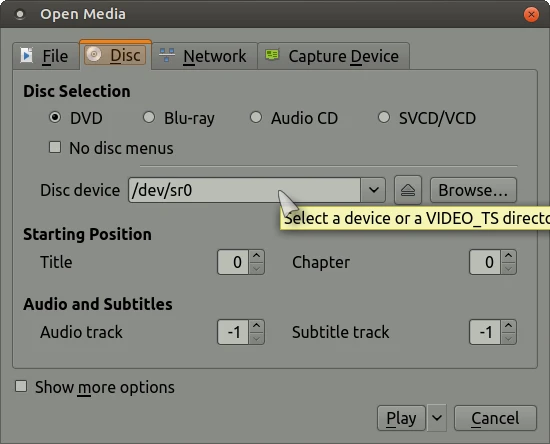 Open Media
File Disc Network Capture Device
Disc Selection
DVD Blu-ray Audio CD SVCD/VCD
No disc menus
Disc device /dev/sr0 Browse...
Select a device or a VIDEO_TS
Starting Position
Title 0 Chapter 0
Audio and Subtitles
Audio track -1 Subtitle track -1
Show more options
Play Cancel